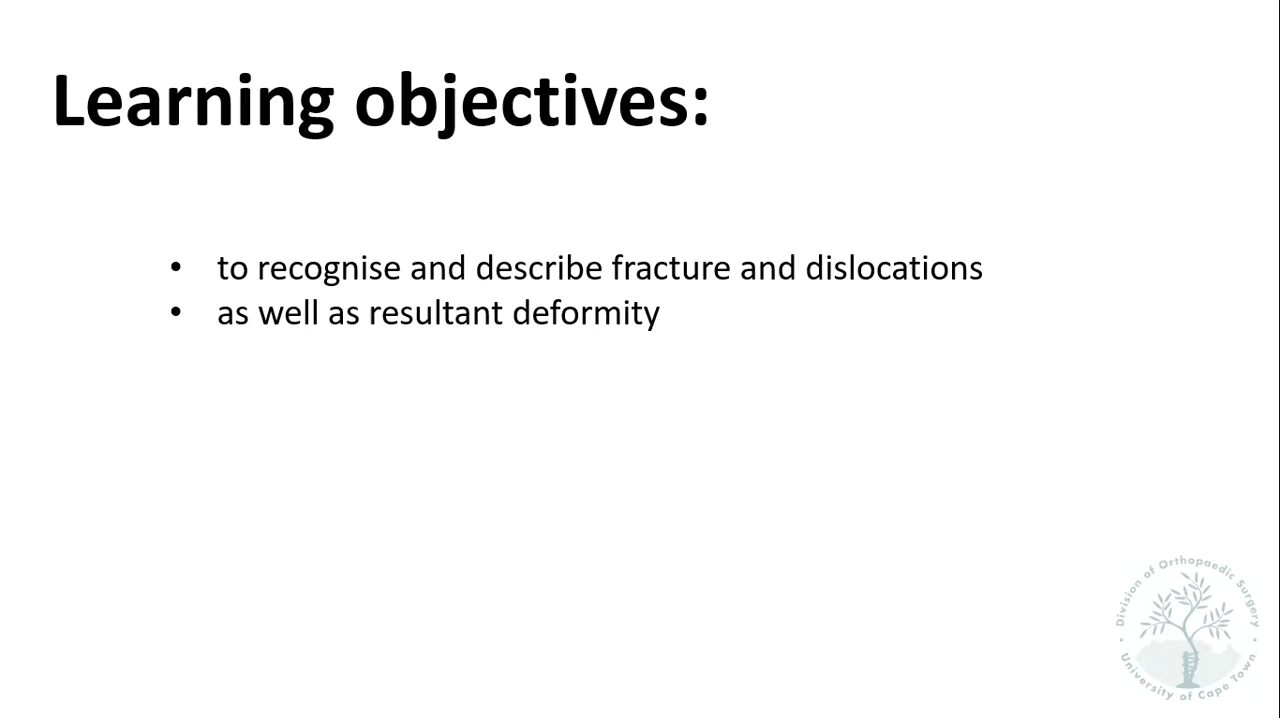 Learning objectives:
• to recognise and describe fracture and dislocations
• as well as resultant deformity
Division of Orthopaedic Surgery
• University of Cape Town •